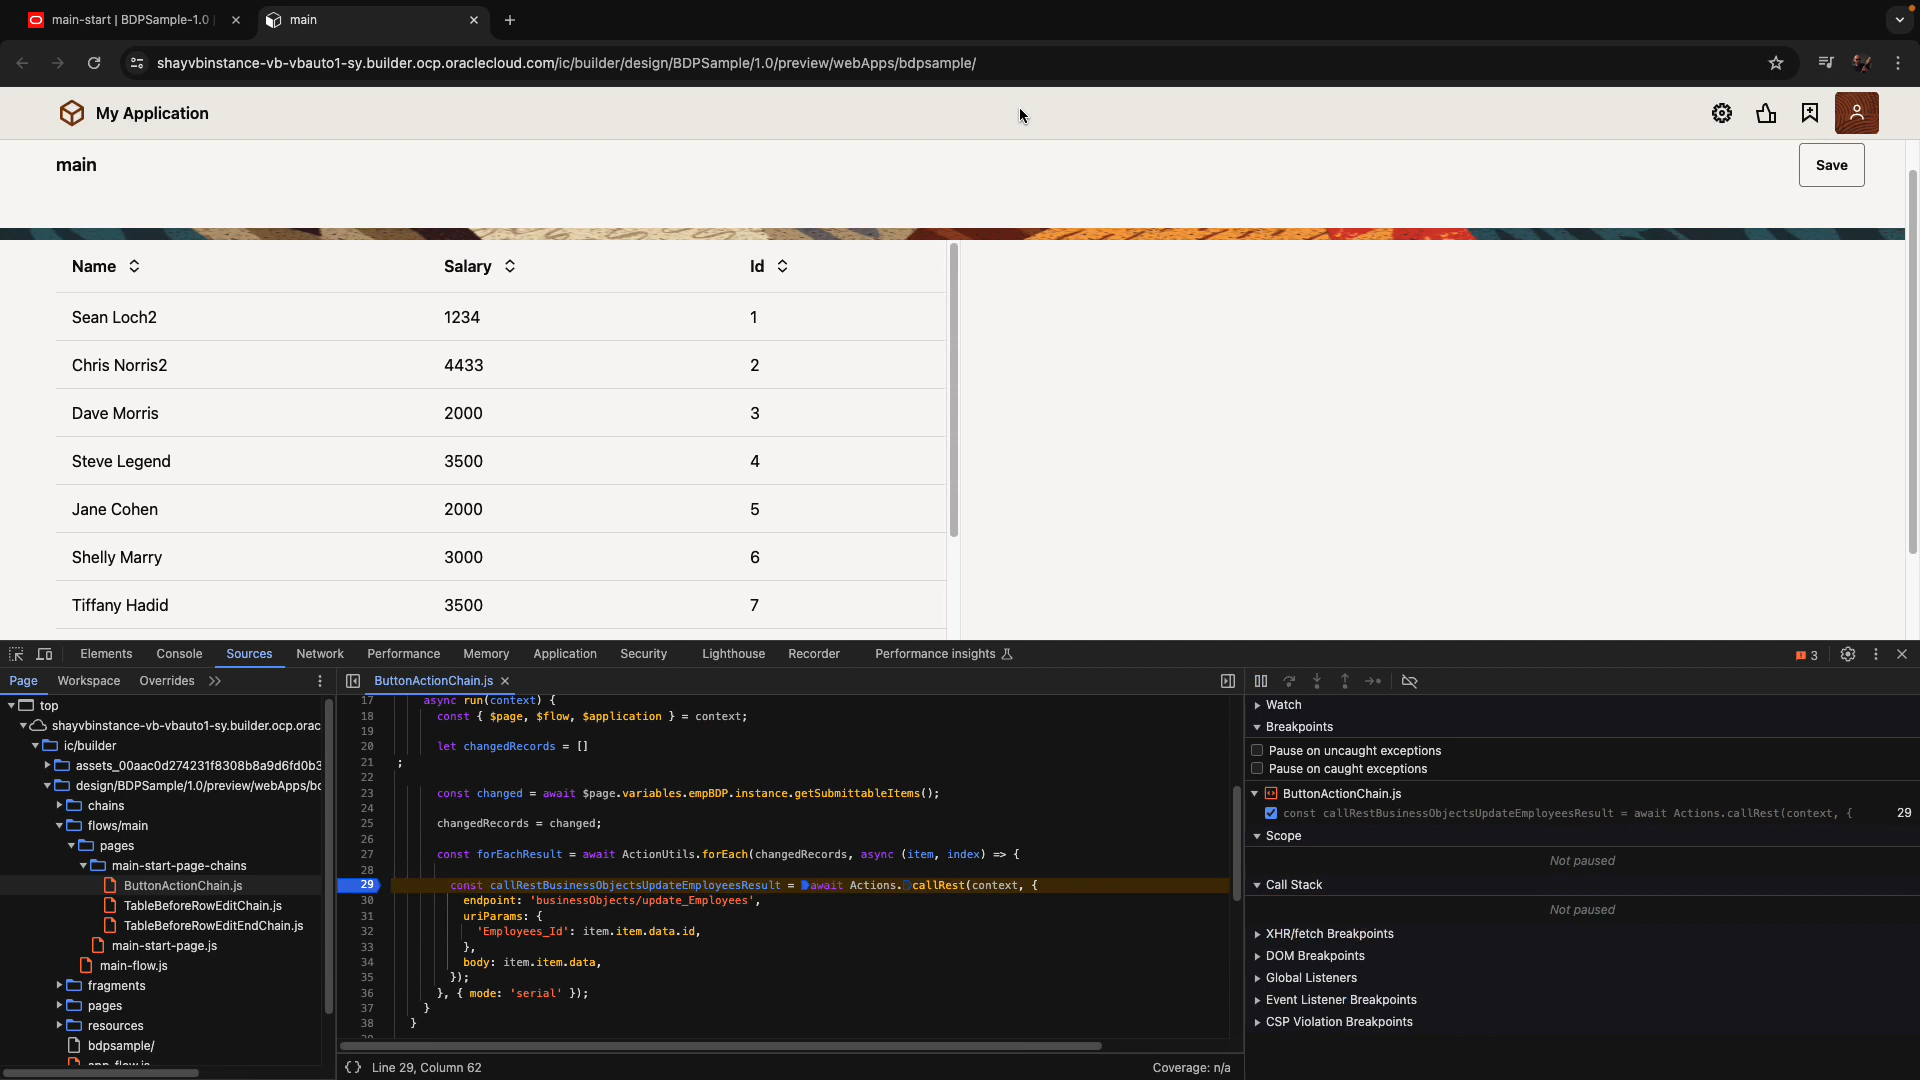 main-start | BDPSample-1.0
main
shayvbinstance-vb-vbauto1-sy.builder.ocp.oraclecloud.com/ic/builder/design/BDPSample/1.0/preview/webApps/bdpsample/
My Application
main
Save
Name Salary Id
Sean Loch2 1234 1
Chris Norris2 4433 2
Dave Morris 2000 3
Steve Legend 3500 4
Jane Cohen 2000 5
Shelly Marry 3000 6
Tiffany Hadid 3500 7
Elements Console Sources Network Performance Memory Application Security Lighthouse Recorder Performance insights 3
Page Workspace Overrides
top
shayvbinstance-vb-vbauto1-sy.builder.ocp.orac
ic/builder
assets_00aac0d274231f8308b8a9d6fd0b3
design/BDPSample/1.0/preview/webApps/bd
chains
flows/main
pages
main-start-page-chains
ButtonActionChain.js
TableBeforeRowEditChain.js
TableBeforeRowEditEndChain.js
main-start-page.js
main-flow.js
fragments
pages
resources
bdpsample/
app-flow.js
ButtonActionChain.js
17 async run(context) {
18 const { $page, $flow, $application } = context;
19
20 let changedRecords = []
21 ;
22
23 const changed = await $page.variables.empBDP.instance.getSubmittableItems();
24
25 changedRecords = changed;
26
27 const forEachResult = await ActionUtils.forEach(changedRecords, async (item, index) => {
28
29 const callRestBusinessObjectsUpdateEmployeesResult = await Actions.callRest(context, {
30 endpoint: 'businessObjects/update_Employees',
31 uriParams: {
32 'Employees_Id': item.item.data.id,
33 },
34 body: item.item.data,
35 });
36 }, { mode: 'serial' });
37 }
38 }
Line 29, Column 62
Coverage: n/a
Watch
Breakpoints
Pause on uncaught exceptions
Pause on caught exceptions
ButtonActionChain.js
const callRestBusinessObjectsUpdateEmployeesResult = await Actions.callRest(context, { 29
Scope
Not paused
Call Stack
Not paused
XHR/fetch Breakpoints
DOM Breakpoints
Global Listeners
Event Listener Breakpoints
CSP Violation Breakpoints